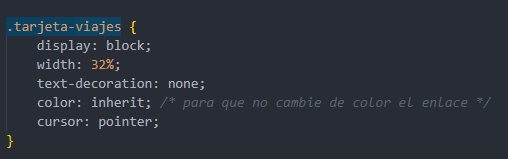 .tarjeta-viajes {
display: block;
width: 32%;
text-decoration: none;
color: inherit; /* para que no cambie de color el enlace */
cursor: pointer;
}